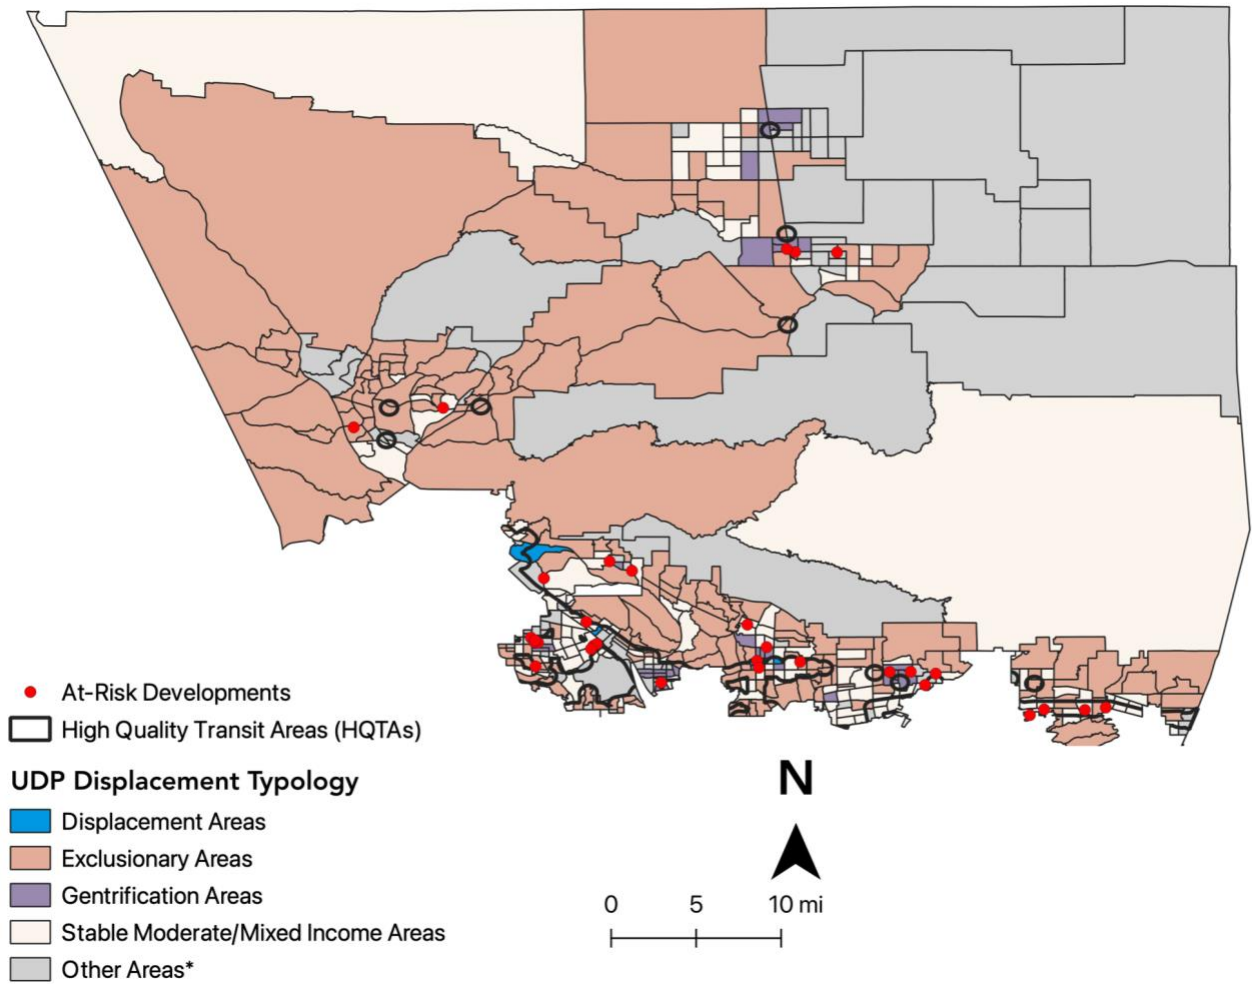 At-Risk Developments
High Quality Transit Areas (HQTAs)
UDP Displacement Typology
Displacement Areas
Exclusionary Areas
Gentrification Areas
Stable Moderate/Mixed Income Areas
Other Areas*
N
0 5 10 mi